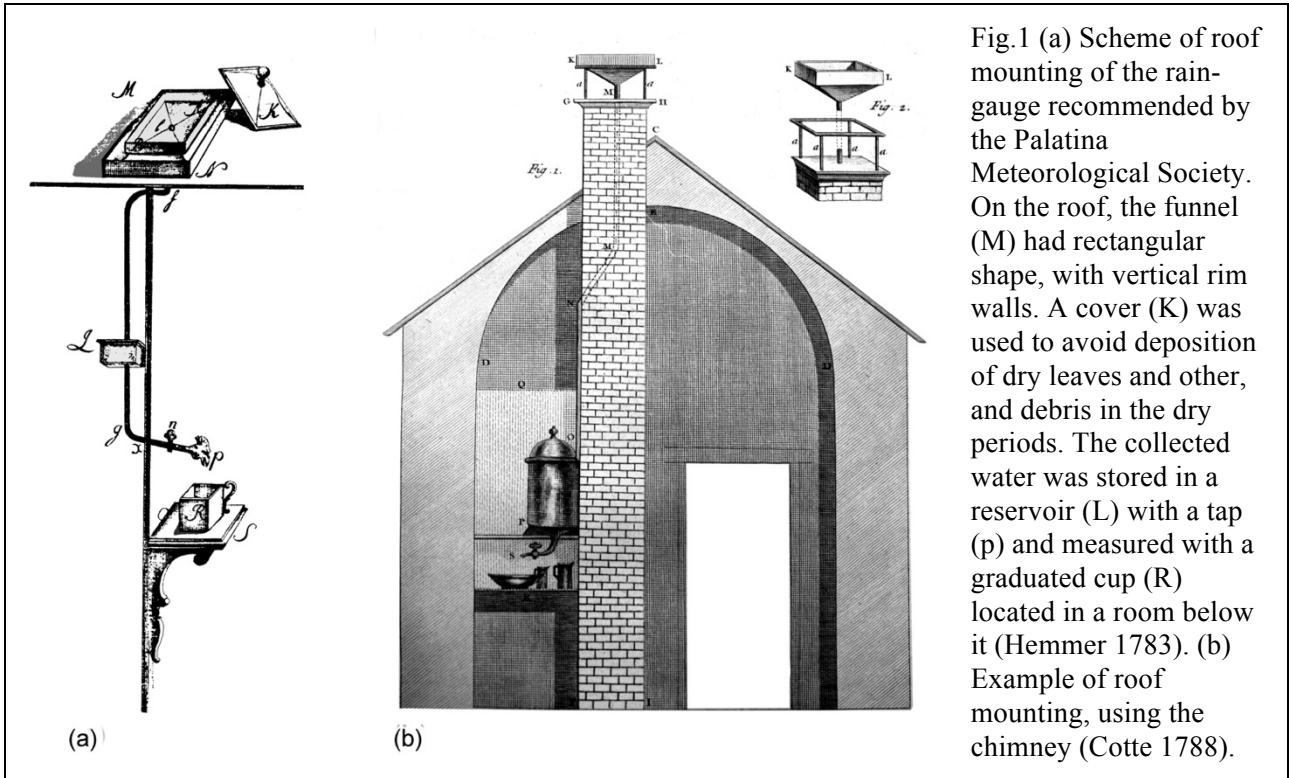 M
K
C
N
f
L
g
x
n
p
R
S
(a)
K L
a a
M
G H
C
Fig. 1.
B
M
N
D D
Q
O
P
S
R
I
K L
Fig. 2.
a a a a
(b)
Fig.1 (a) Scheme of roof
mounting of the rain-
gauge recommended by
the Palatina
Meteorological Society.
On the roof, the funnel
(M) had rectangular
shape, with vertical rim
walls. A cover (K) was
used to avoid deposition
of dry leaves and other,
and debris in the dry
periods. The collected
water was stored in a
reservoir (L) with a tap
(p) and measured with a
graduated cup (R)
located in a room below
it (Hemmer 1783). (b)
Example of roof
mounting, using the
chimney (Cotte 1788).